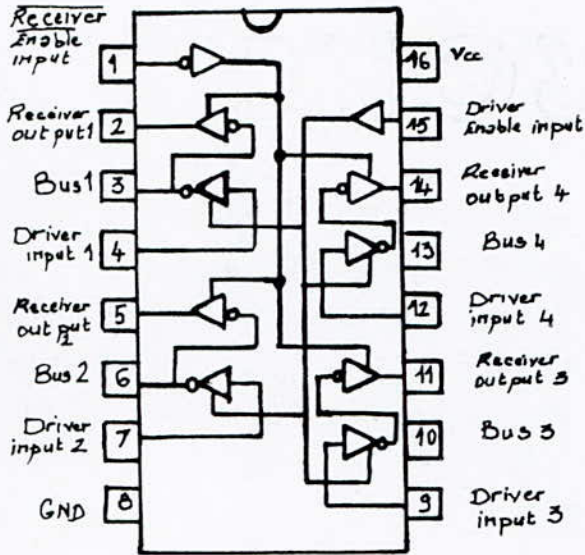 Receiver
Enable
input
1
Receiver
output1
2
Bus1
3
Driver
input 1
4
Receiver
output
2
5
Bus2
6
Driver
input 2
7
GND
8
16
Vcc
15
Driver
Enable input
14
Receiver
output 4
13
Bus 4
12
Driver
input 4
11
Receiver
output 3
10
Bus 3
9
Driver
input 3